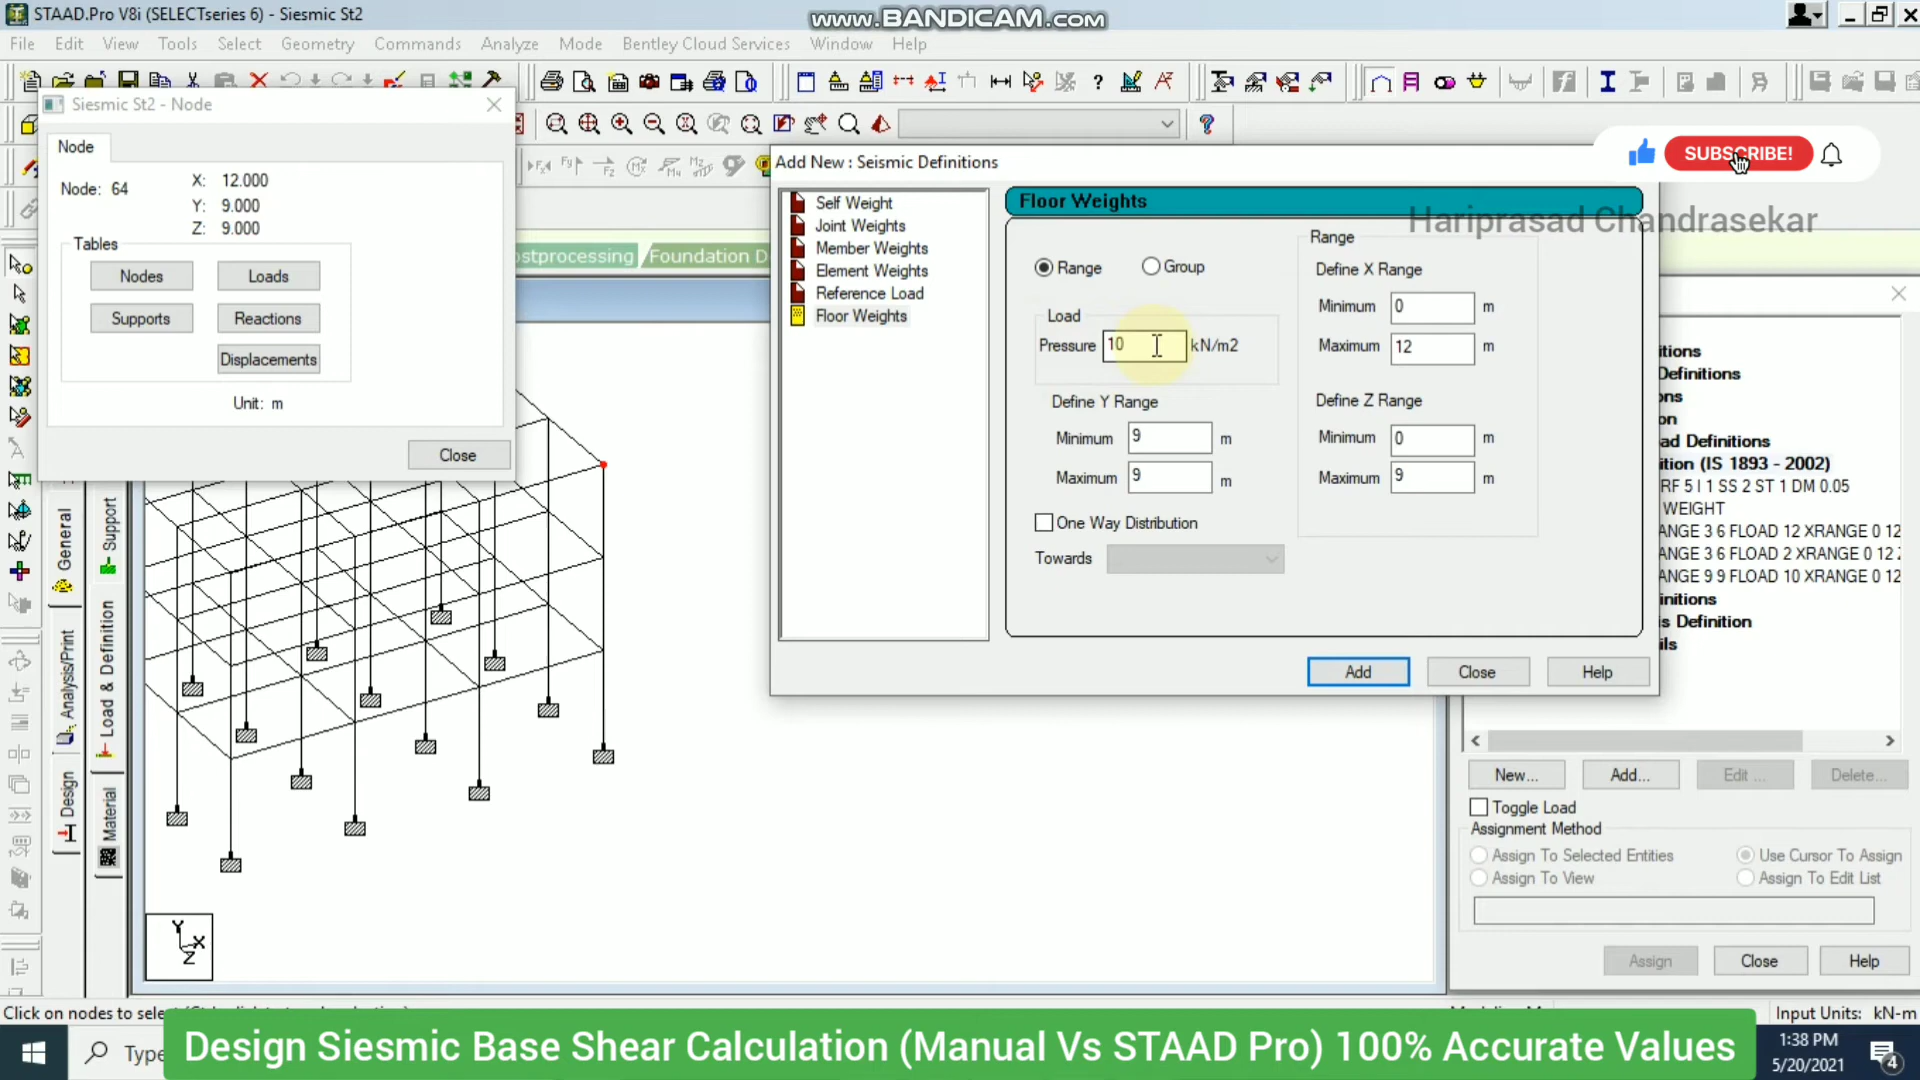 STAAD.Pro V8i (SELECTseries 6) - Siesmic St2
www.BANDICAM.com
File Edit View Tools Select Geometry Commands Analyze Mode Bentley Cloud Services Window Help
Siesmic St2 - Node
Node
Node: 64
X: 12.000
Y: 9.000
Z: 9.000
Tables
Nodes Loads
Supports Reactions
Displacements
Unit: m
Close
ostprocessing Foundation D
Add New : Seismic Definitions
SUBSCRIBE!
Hariprasad Chandrasekar
Self Weight
Joint Weights
Member Weights
Element Weights
Reference Load
Floor Weights
Floor Weights
Range Group
Load
Pressure 10 kN/m2
Define Y Range
Minimum 9 m
Maximum 9 m
One Way Distribution
Towards
Range
Define X Range
Minimum 0 m
Maximum 12 m
Define Z Range
Minimum 0 m
Maximum 9 m
Add Close Help
itions
Definitions
ons
on
ad Definitions
ition (IS 1893 - 2002)
RF 5 I 1 SS 2 ST 1 DM 0.05
WEIGHT
ANGE 3 6 FLOAD 12 XRANGE 0 12
ANGE 3 6 FLOAD 2 XRANGE 0 12 Z
ANGE 9 9 FLOAD 10 XRANGE 0 12
initions
s Definition
ils
New... Add... Edit ... Delete...
Toggle Load
Assignment Method
Assign To Selected Entities Use Cursor To Assign
Assign To View Assign To Edit List
Assign Close Help
General
Analysis/Print
Design
Support
Load & Definition
Material
Y
X
Z
Click on nodes to sele
Input Units: kN-m
Type
Design Siesmic Base Shear Calculation (Manual Vs STAAD Pro) 100% Accurate Values
1:38 PM
5/20/2021
4